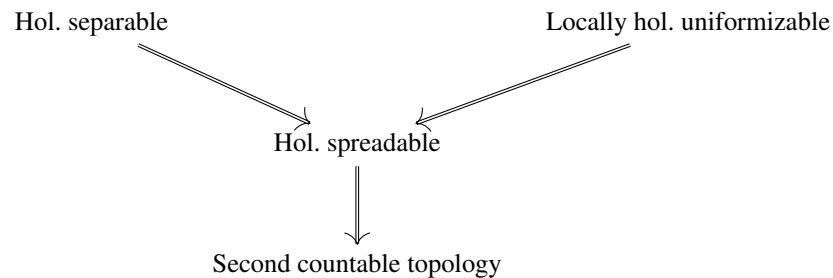 Hol. separable
Locally hol. uniformizable
Hol. spreadable
Second countable topology